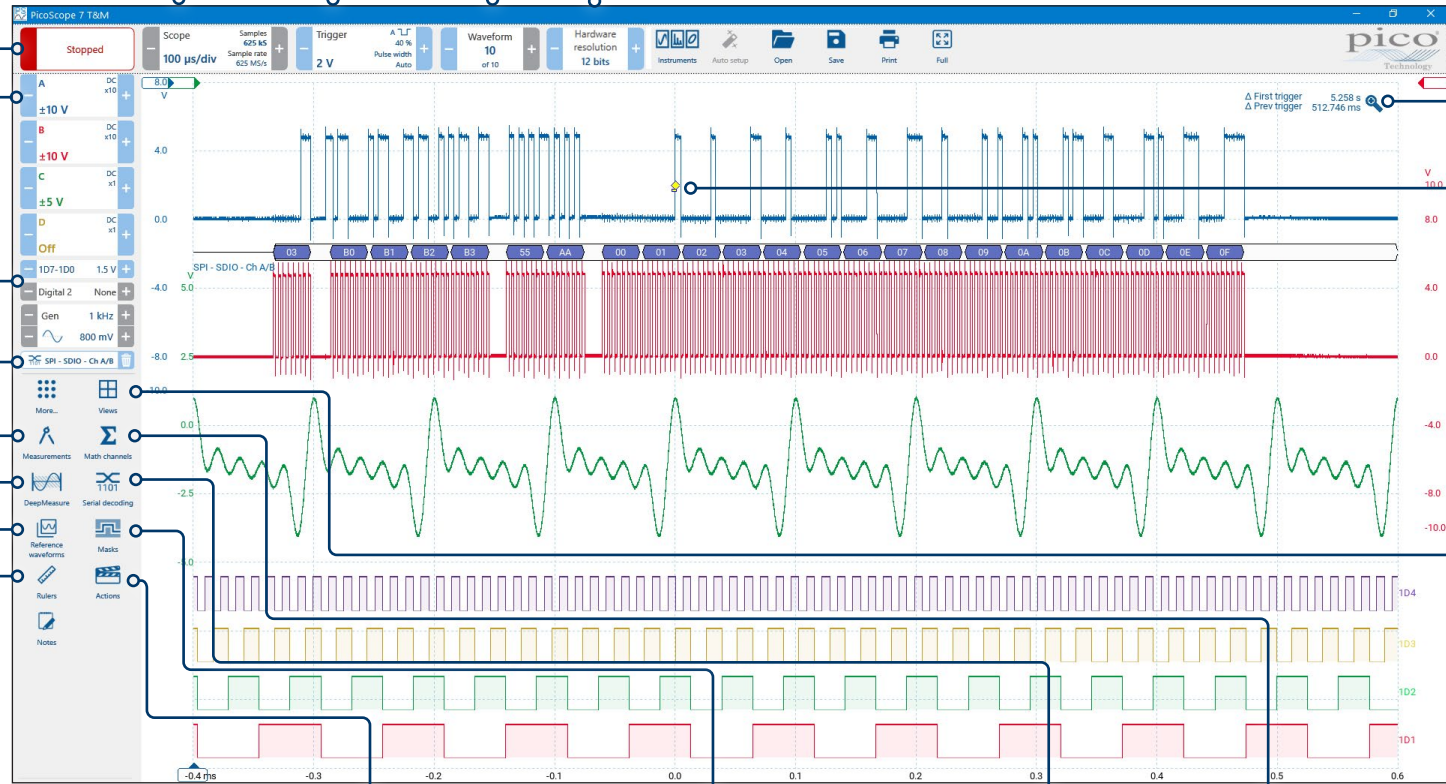 PicoScope 7 T&M
Stopped
Scope
100 µs/div
Samples
625 kS
Sample rate
625 MS/s
Trigger
2 V
A
40 %
Pulse width
Auto
Waveform
10
of 10
Hardware
resolution
12 bits
Instruments
Auto setup
Open
Save
Print
Full
pico
Technology
A
DC
x10
±10 V
B
DC
x10
±10 V
C
DC
x1
±5 V
D
DC
x1
Off
1D7-1D0 1.5 V
Digital 2 None
Gen 1 kHz
800 mV
1101 SPI - SDIO - Ch A/B
More...
Views
Measurements
Math channels
DeepMeasure
1101
Serial decoding
Reference
waveforms
Masks
Rulers
Actions
Notes
8.0
V
4.0
0.0
-4.0
-8.0
V
5.0
2.5
-10.0
0.0
-2.5
-5.0
Δ First trigger 5.258 s
Δ Prev trigger 512.746 ms
V
10.0
8.0
4.0
0.0
-4.0
-8.0
-10.0
SPI - SDIO - Ch A/B
03 B0 B1 B2 B3 55 AA 00 01 02 03 04 05 06 07 08 09 0A 0B 0C 0D 0E 0F
1D4
1D3
1D2
1D1
-0.4 ms -0.3 -0.2 -0.1 0.0 0.1 0.2 0.3 0.4 0.5 0.6